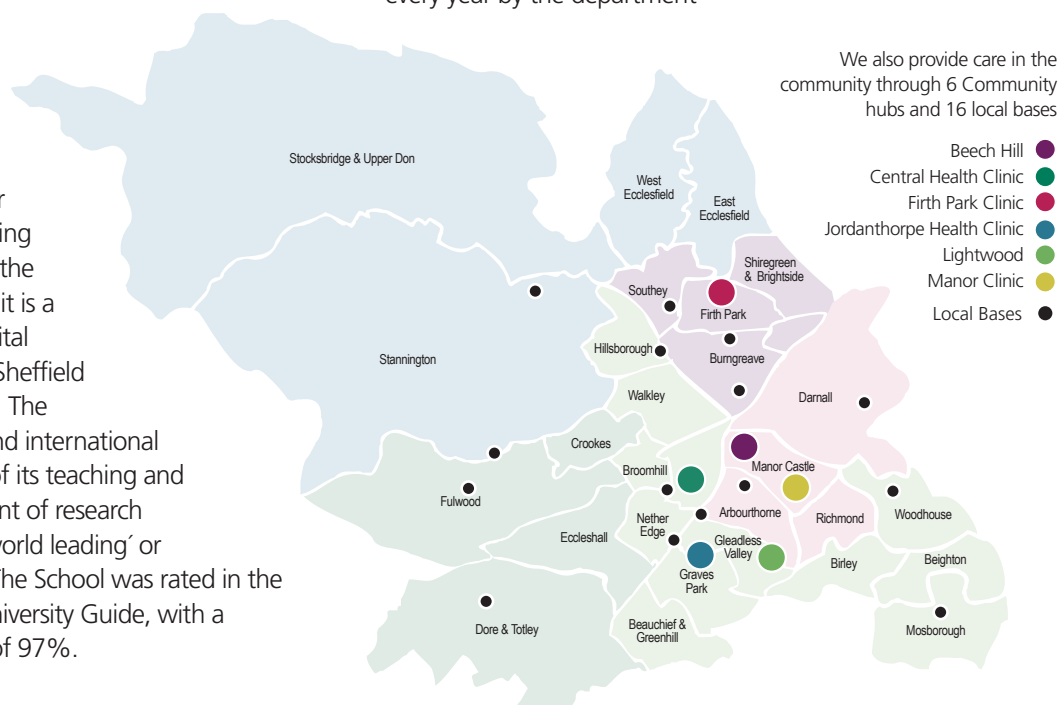 every year by the department
We also provide care in the
community through 6 Community
hubs and 16 local bases
Beech Hill
Central Health Clinic
Firth Park Clinic
Jordanthorpe Health Clinic
Lightwood
Manor Clinic
Local Bases
Stocksbridge & Upper Don
West
Ecclesfield
East
Ecclesfield
Shiregreen
& Brightside
Southey
Firth Park
Hillsborough
Burngreave
Stannington
Walkley
Darnall
Crookes
Broomhill
Manor Castle
Fulwood
Arbourthorne
Richmond
Woodhouse
Nether
Edge
Eccleshall
Gleadless
Valley
Birley
Beighton
Graves
Park
Beauchief &
Greenhill
Dore & Totley
Mosborough
r
ing
the
it is a
ital
Sheffield
The
nd international
of its teaching and
nt of research
world leading´ or
The School was rated in the
niversity Guide, with a
of 97%.